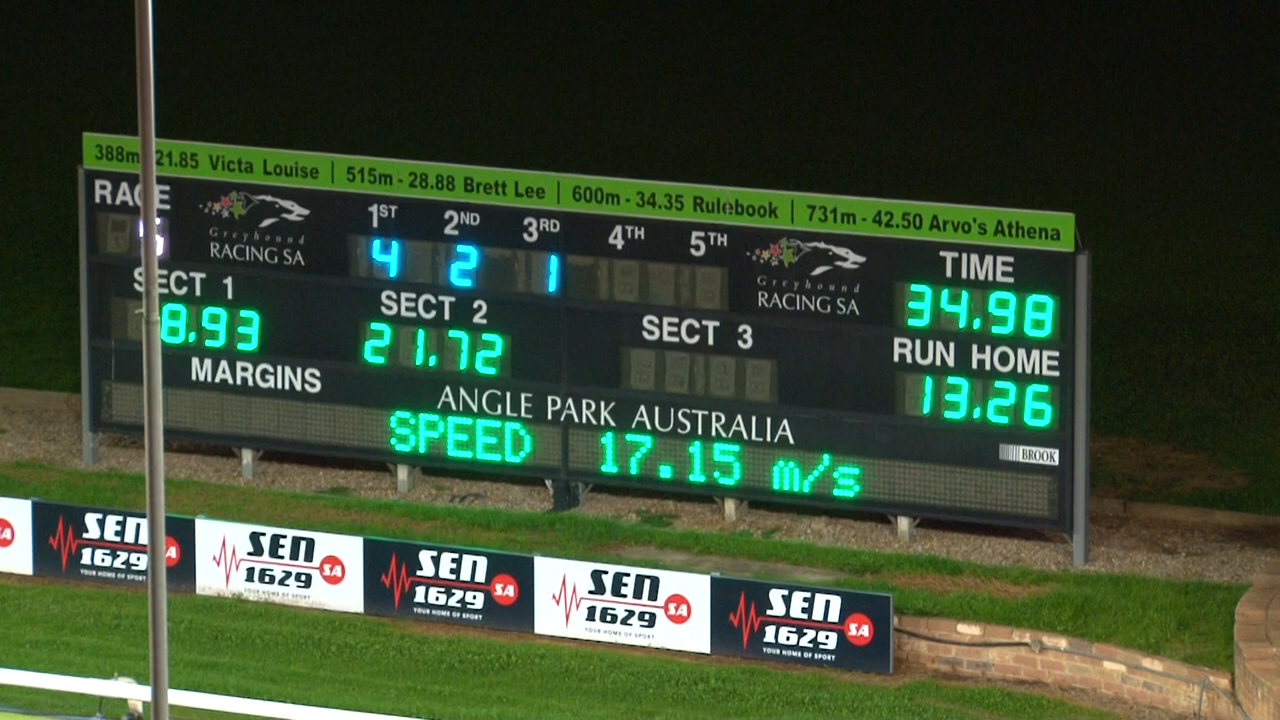 388m - 21.85 Victa Louise | 515m - 28.88 Brett Lee | 600m - 34.35 Rulebook | 731m - 42.50 Arvo's Athena
RACE
Greyhound
RACING SA
1ST 2ND 3RD 4TH 5TH
4 2 1
Greyhound
RACING SA
TIME
34.98
SECT 1
8.93
SECT 2
21.72
SECT 3
RUN HOME
13.26
MARGINS
ANGLE PARK AUSTRALIA
SPEED 17.15 m/s
BROOK
SA
SEN
1629
SA
YOUR HOME OF SPORT
SEN
1629
SA
YOUR HOME OF SPORT
SEN
1629
SA
YOUR HOME OF SPORT
SEN
1629
SA
YOUR HOME OF SPORT
SEN
1629
SA
YOUR HOME OF SPORT